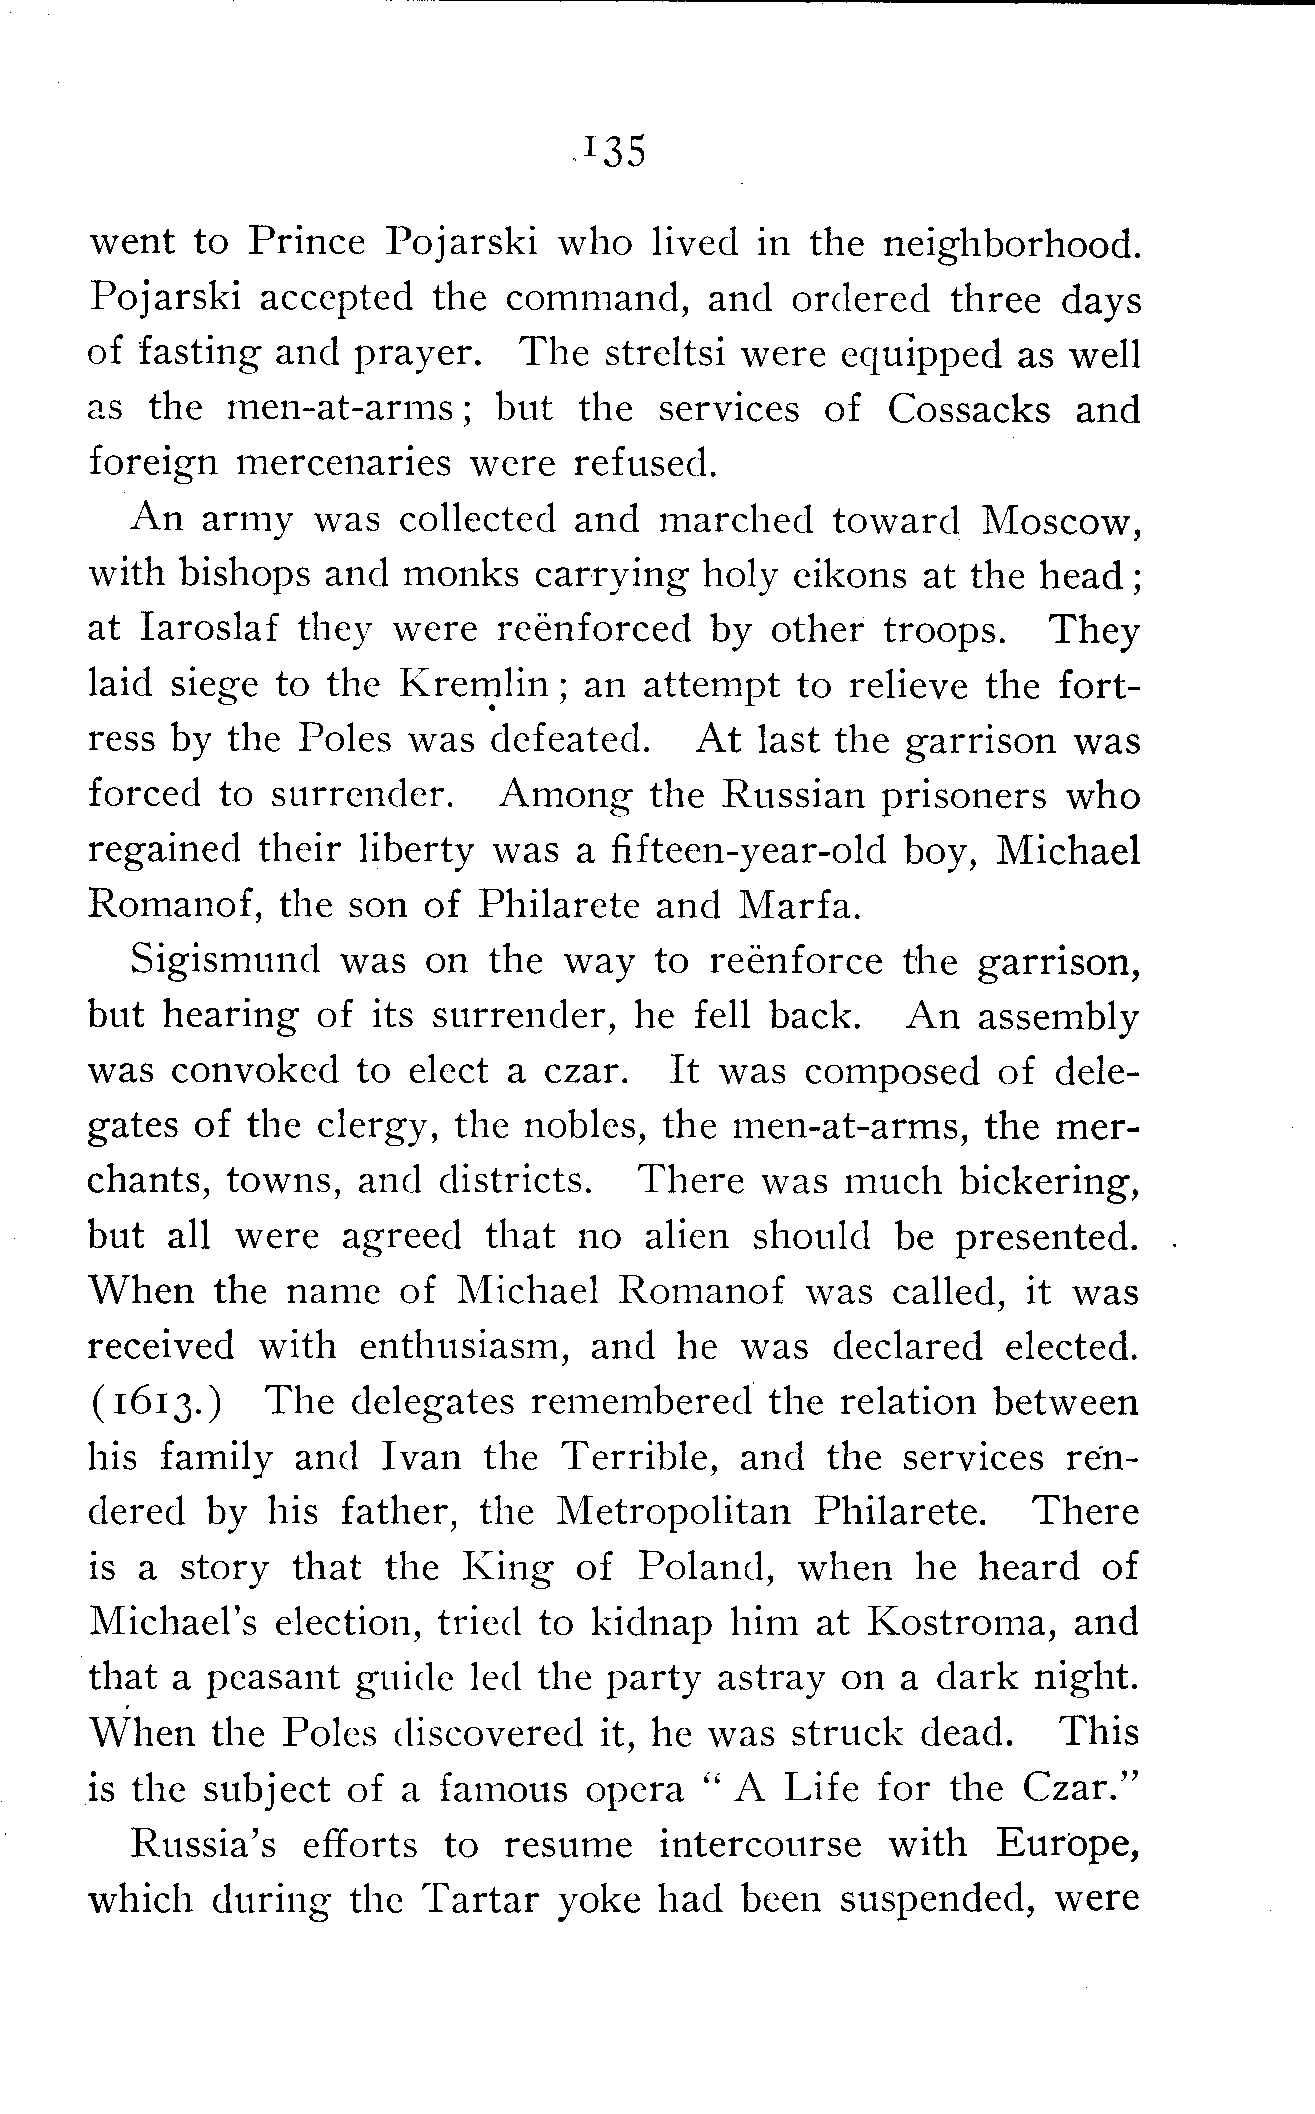 135
went to Prince Pojarski who lived in the neighborhood.
Pojarski accepted the command, and ordered three days
of fasting and prayer. The streltsi were equipped as well
as the men-at-arms; but the services of Cossacks and
foreign mercenaries were refused.
An army was collected and marched toward Moscow,
with bishops and monks carrying holy eikons at the head;
at Iaroslaf they were reënforced by other troops. They
laid siege to the Kremlin; an attempt to relieve the fort-
ress by the Poles was defeated. At last the garrison was
forced to surrender. Among the Russian prisoners who
regained their liberty was a fifteen-year-old boy, Michael
Romanof, the son of Philarete and Marfa.
Sigismund was on the way to reënforce the garrison,
but hearing of its surrender, he fell back. An assembly
was convoked to elect a czar. It was composed of dele-
gates of the clergy, the nobles, the men-at-arms, the mer-
chants, towns, and districts. There was much bickering,
but all were agreed that no alien should be presented.
When the name of Michael Romanof was called, it was
received with enthusiasm, and he was declared elected.
(1613.) The delegates remembered the relation between
his family and Ivan the Terrible, and the services ren-
dered by his father, the Metropolitan Philarete. There
is a story that the King of Poland, when he heard of
Michael's election, tried to kidnap him at Kostroma, and
that a peasant guide led the party astray on a dark night.
When the Poles discovered it, he was struck dead. This
is the subject of a famous opera "A Life for the Czar."
Russia's efforts to resume intercourse with Europe,
which during the Tartar yoke had been suspended, were